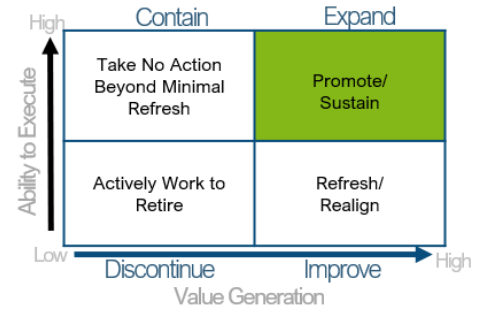 Contain
Expand
High
Take No Action
Beyond Minimal
Refresh
Promote/
Sustain
Ability to Execute
Actively Work to
Retire
Refresh/
Realign
Low
High
Discontinue
Improve
Value Generation